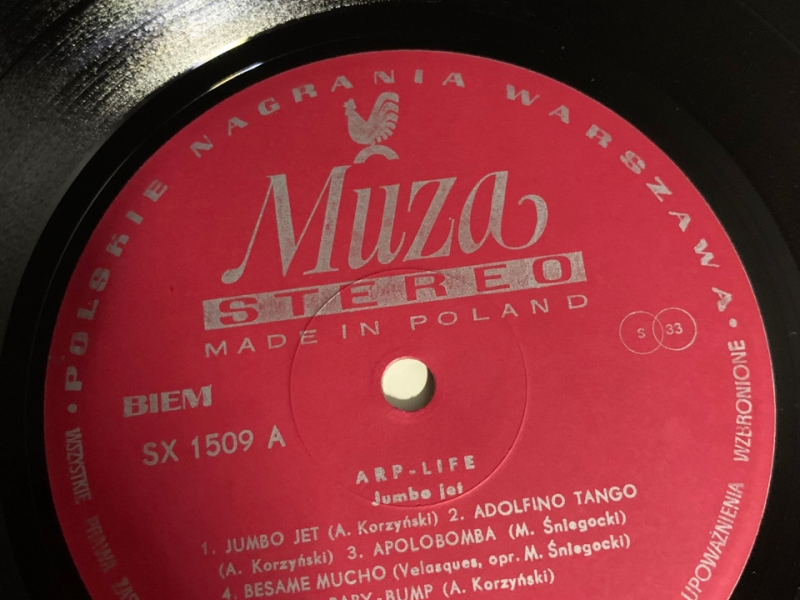 POLSKIE NAGRANIA WARSZAWA •
Muza
STEREO
MADE IN POLAND
S 33
BIEM
SX 1509 A
ARP-LIFE
Jumbo jet
1. JUMBO JET (A. Korzyński) 2. ADOLFINO TANGO
(A. Korzyński) 3. APOLOBOMBA (M. Śniegocki)
4. BESAME MUCHO (Velasques, opr. M. Śniegocki)
BABY-BUMP (A. Korzyński)
• WSZYSTKIE PRAWA
UPOWAŻNIENIA WZBRONIONE